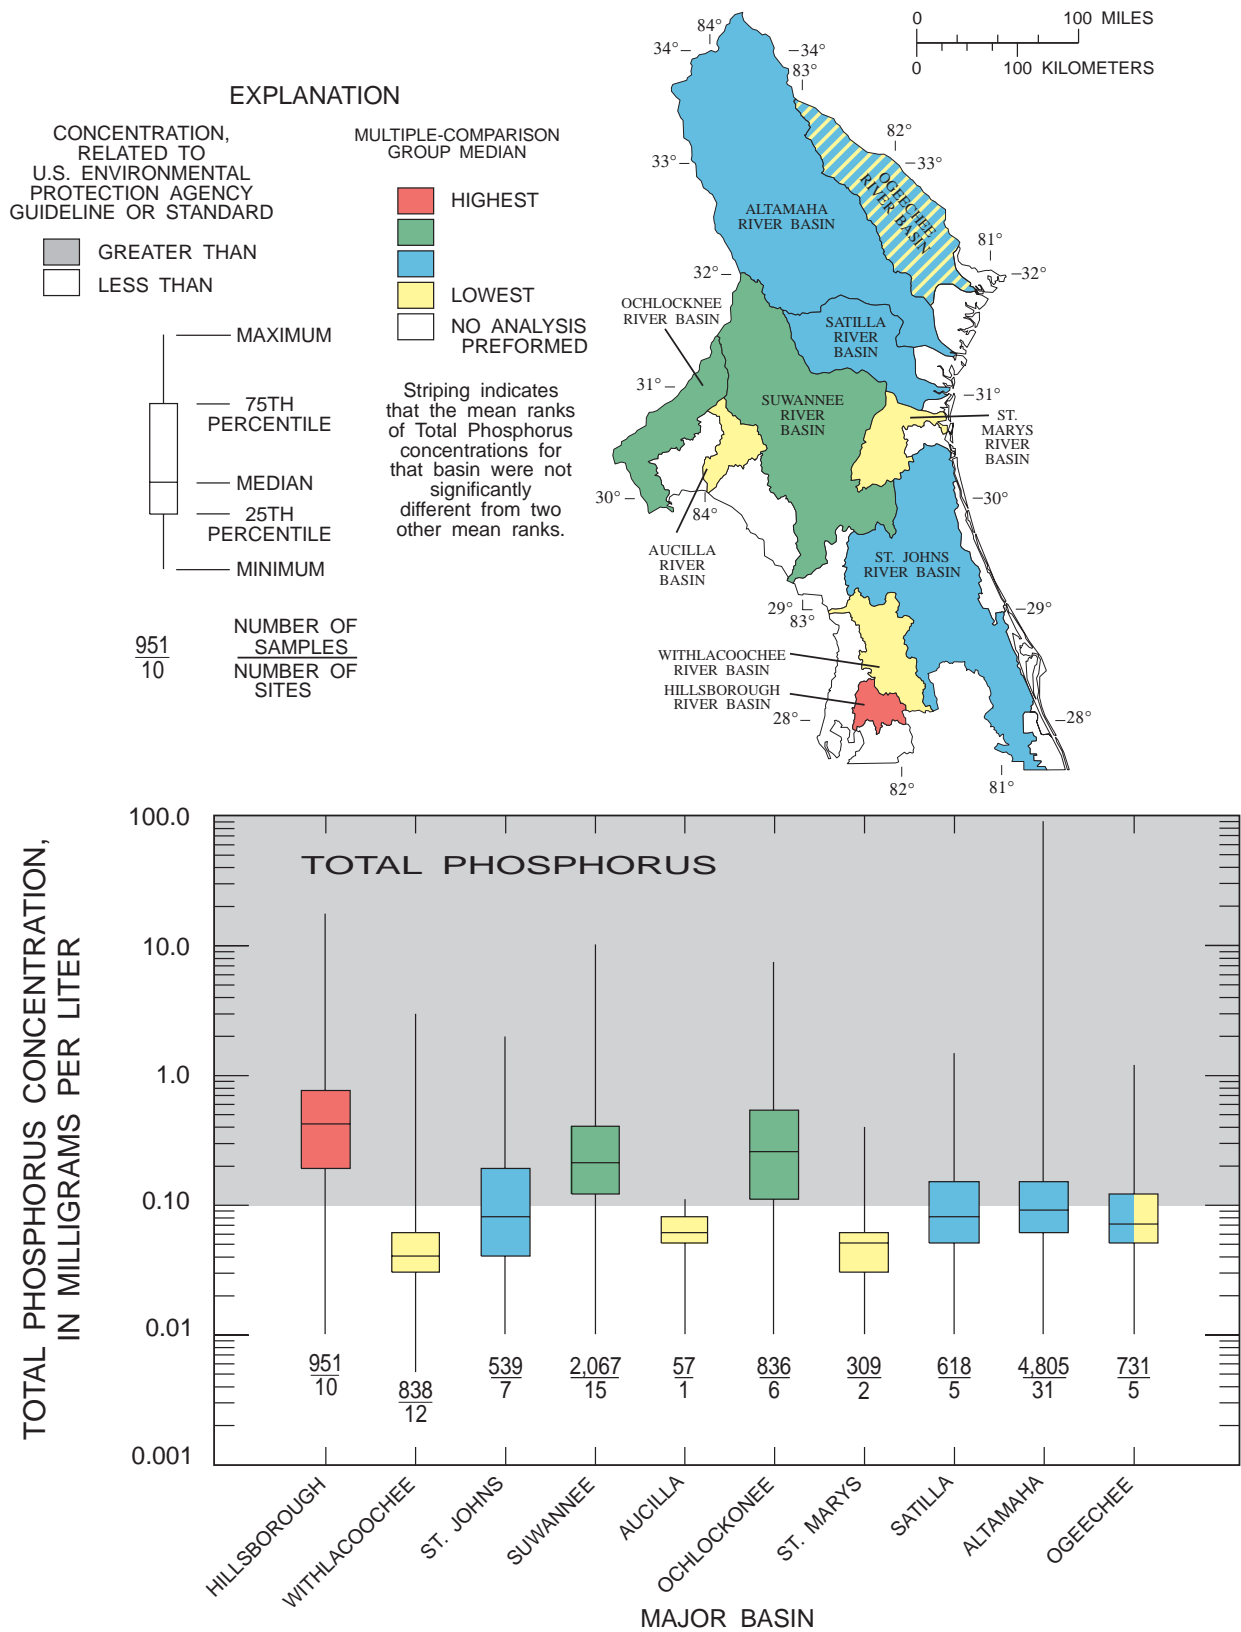 EXPLANATION
CONCENTRATION,
RELATED TO
U.S. ENVIRONMENTAL
PROTECTION AGENCY
GUIDELINE OR STANDARD
GREATER THAN
LESS THAN
MAXIMUM
75TH
PERCENTILE
MEDIAN
25TH
PERCENTILE
MINIMUM
951
10
NUMBER OF
SAMPLES
NUMBER OF
SITES
MULTIPLE-COMPARISON
GROUP MEDIAN
HIGHEST
LOWEST
NO ANALYSIS
PREFORMED
Striping indicates
that the mean ranks
of Total Phosphorus
concentrations for
that basin were not
significantly
different from two
other mean ranks.
0 100 MILES
0 100 KILOMETERS
84°
34°
34°
83°
82°
33°
33°
81°
32°
32°
31°
31°
30°
84°
30°
29°
83°
29°
28°
28°
82°
81°
ALTAMAHA
RIVER BASIN
OGEECHEE
RIVER BASIN
OCHLOCKNEE
RIVER BASIN
SATILLA
RIVER
BASIN
SUWANNEE
RIVER
BASIN
ST.
MARYS
RIVER
BASIN
AUCILLA
RIVER
BASIN
ST. JOHNS
RIVER BASIN
WITHLACOOCHEE
RIVER BASIN
HILLSBOROUGH
RIVER BASIN
TOTAL PHOSPHORUS CONCENTRATION,
IN MILLIGRAMS PER LITER
100.0
10.0
1.0
0.10
0.01
0.001
TOTAL PHOSPHORUS
951
10
838
12
539
7
2,067
15
57
1
836
6
309
2
618
5
4,805
31
731
5
HILLSBOROUGH
WITHLACOOCHEE
ST. JOHNS
SUWANNEE
AUCILLA
OCHLOCKONEE
ST. MARYS
SATILLA
ALTAMAHA
OGEECHEE
MAJOR BASIN